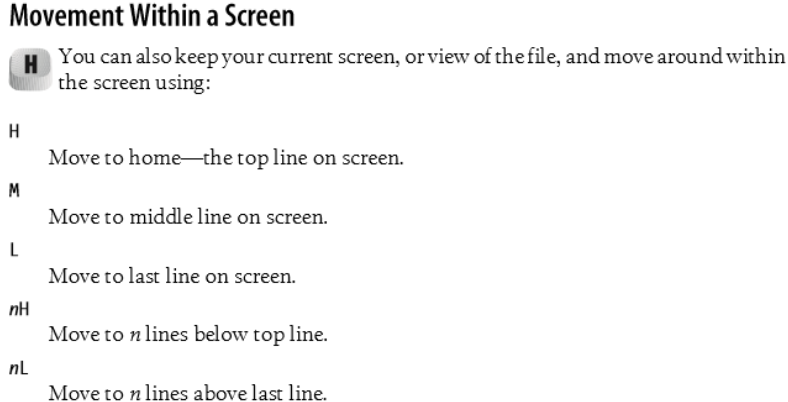 Movement Within a Screen
H You can also keep your current screen, or view of the file, and move around within
the screen using:
H
Move to home—the top line on screen.
M
Move to middle line on screen.
L
Move to last line on screen.
nH
Move to n lines below top line.
nL
Move to n lines above last line.